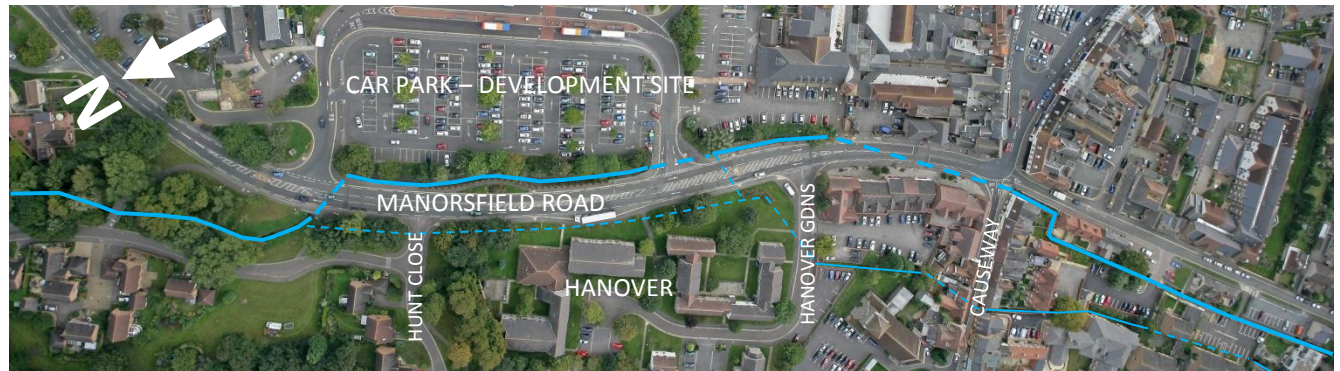 N
CAR PARK – DEVELOPMENT SITE
MANORSFIELD ROAD
HUNT CLOSE
HANOVER
HANOVER GDNS
CAUSEWAY